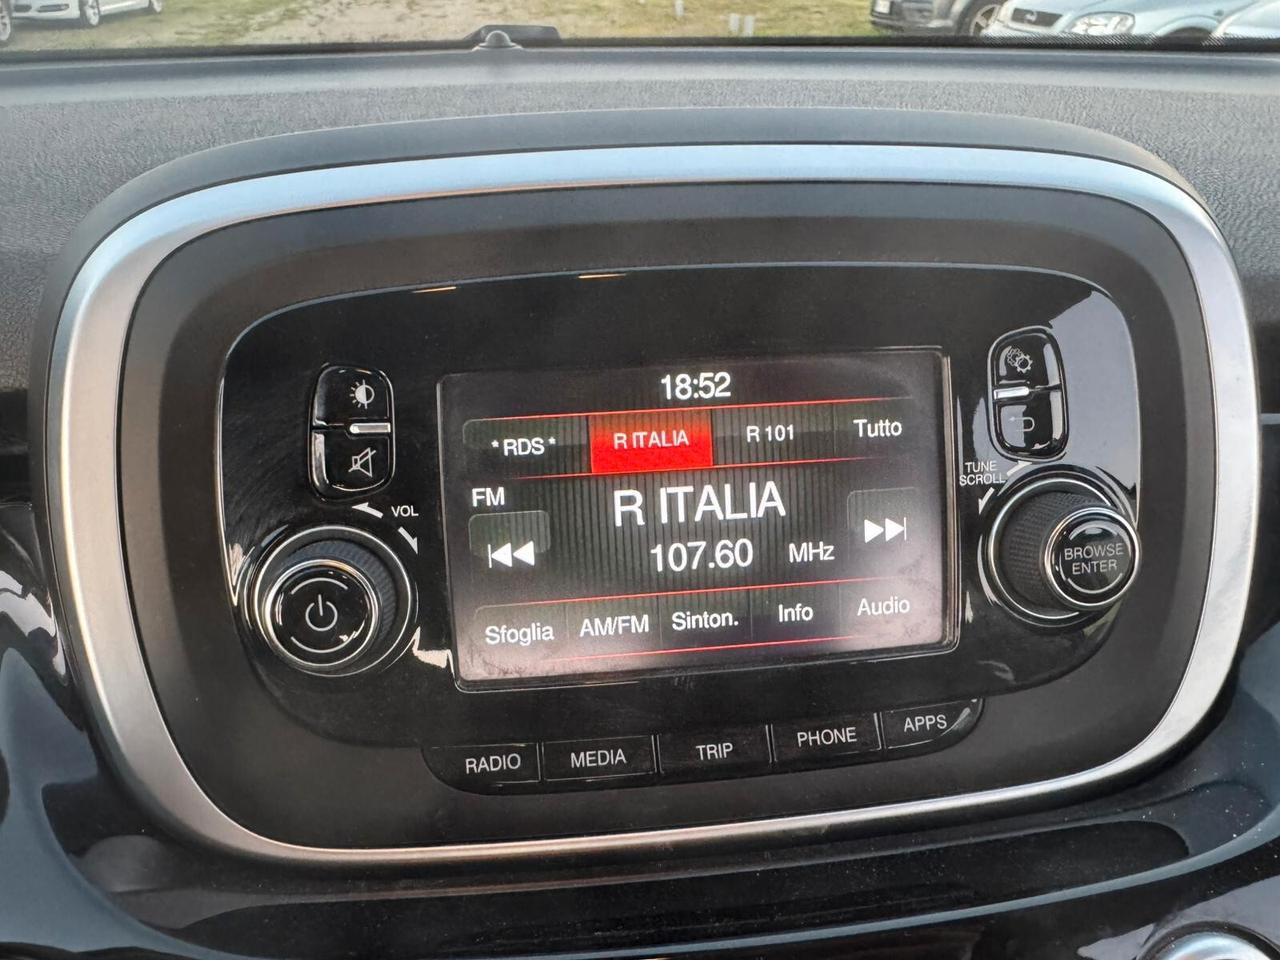 18:52
* RDS * R ITALIA R 101 Tutto
FM
R ITALIA
107.60 MHz
Sfoglia AM/FM Sinton. Info Audio
VOL
TUNE
SCROLL
BROWSE
ENTER
RADIO MEDIA TRIP PHONE APPS